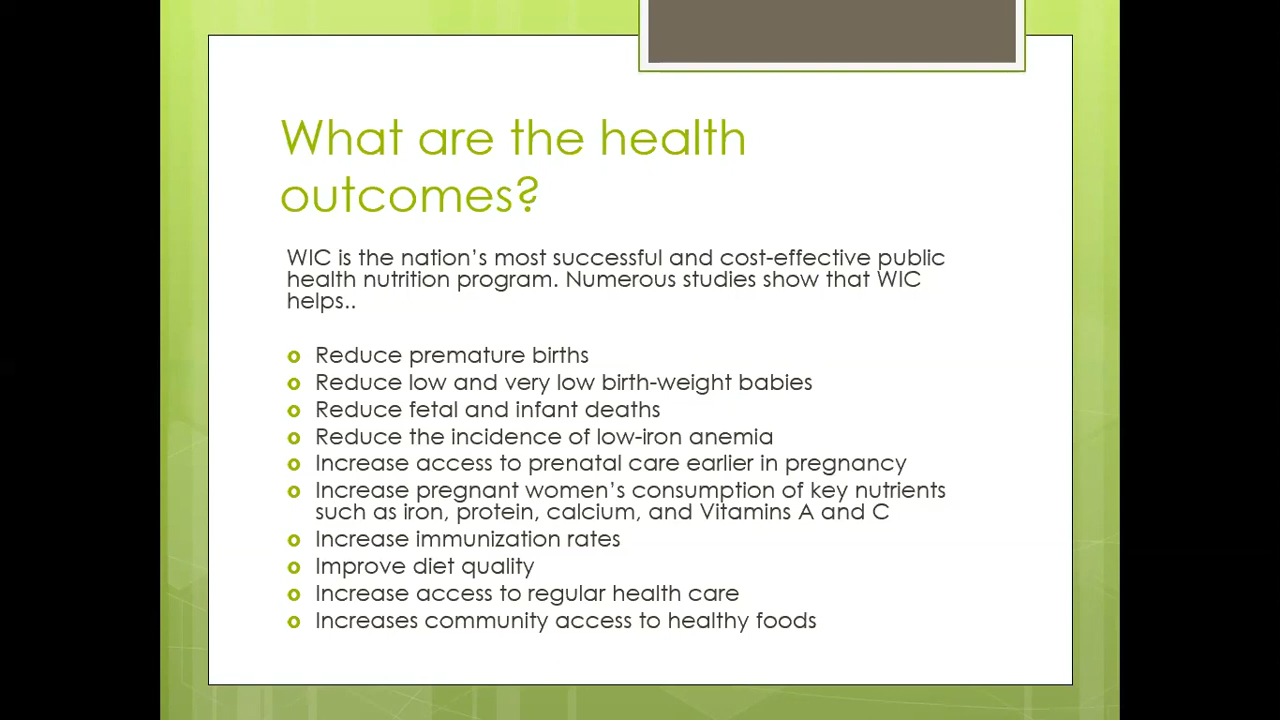 What are the health
outcomes?
WIC is the nation’s most successful and cost-effective public
health nutrition program. Numerous studies show that WIC
helps..
Reduce premature births
Reduce low and very low birth-weight babies
Reduce fetal and infant deaths
Reduce the incidence of low-iron anemia
Increase access to prenatal care earlier in pregnancy
Increase pregnant women’s consumption of key nutrients
such as iron, protein, calcium, and Vitamins A and C
Increase immunization rates
Improve diet quality
Increase access to regular health care
Increases community access to healthy foods